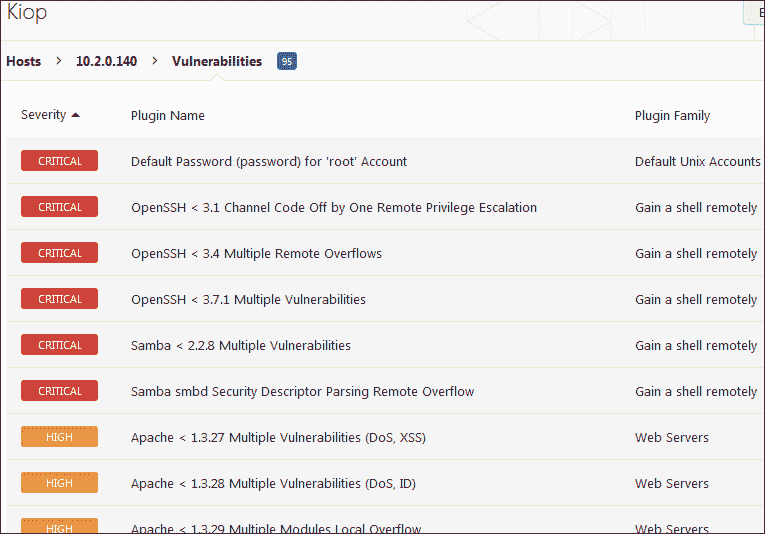 Kiop
Hosts > 10.2.0.140 > Vulnerabilities 95
Severity ▲ Plugin Name Plugin Family
CRITICAL Default Password (password) for 'root' Account Default Unix Accounts
CRITICAL OpenSSH < 3.1 Channel Code Off by One Remote Privilege Escalation Gain a shell remotely
CRITICAL OpenSSH < 3.4 Multiple Remote Overflows Gain a shell remotely
CRITICAL OpenSSH < 3.7.1 Multiple Vulnerabilities Gain a shell remotely
CRITICAL Samba < 2.2.8 Multiple Vulnerabilities Gain a shell remotely
CRITICAL Samba smbd Security Descriptor Parsing Remote Overflow Gain a shell remotely
HIGH Apache < 1.3.27 Multiple Vulnerabilities (DoS, XSS) Web Servers
HIGH Apache < 1.3.28 Multiple Vulnerabilities (DoS, ID) Web Servers
HIGH Apache < 1.3.29 Multiple Modules Local Overflow Web Servers